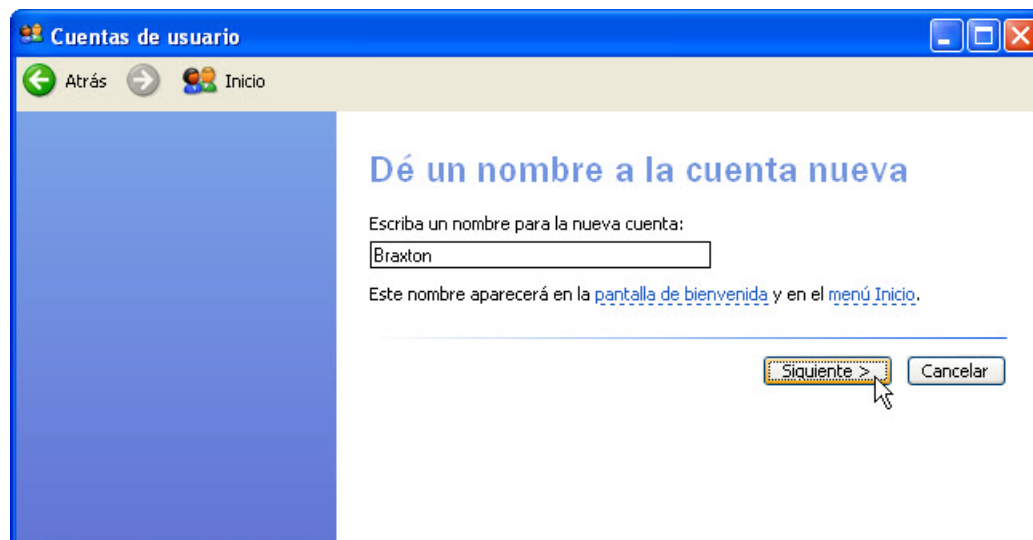 Cuentas de usuario
Atrás Inicio
Dé un nombre a la cuenta nueva
Escriba un nombre para la nueva cuenta:
Braxton
Este nombre aparecerá en la pantalla de bienvenida y en el menú Inicio.
Siguiente > Cancelar